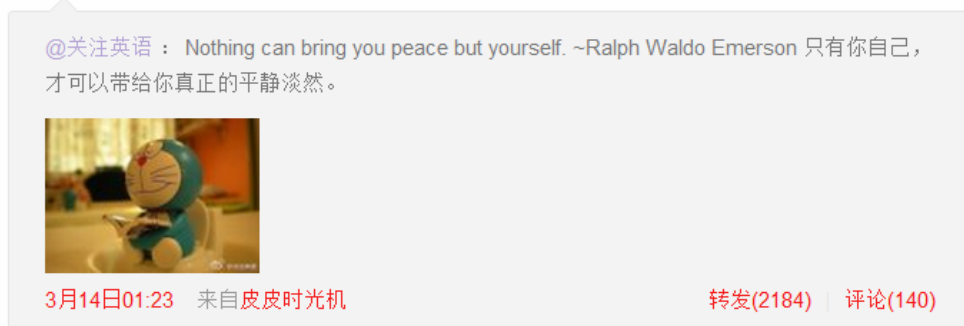 @关注英语 ： Nothing can bring you peace but yourself. ~Ralph Waldo Emerson 只有你自己，
才可以带给你真正的平静淡然。
3月14日01:23 来自皮皮时光机 转发(2184) | 评论(140)